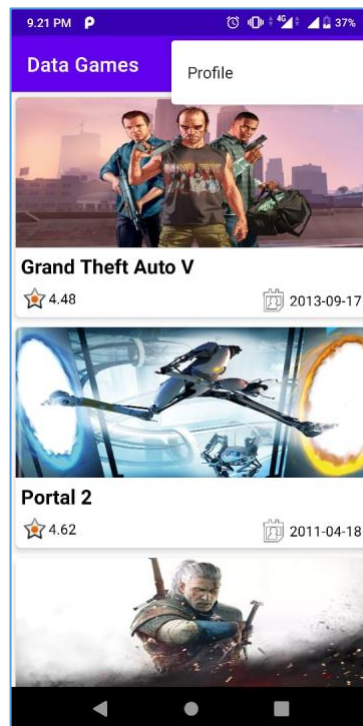 9.21 PM
4G
37%
Data Games
Profile
Grand Theft Auto V
4.48
2013-09-17
Portal 2
4.62
2011-04-18